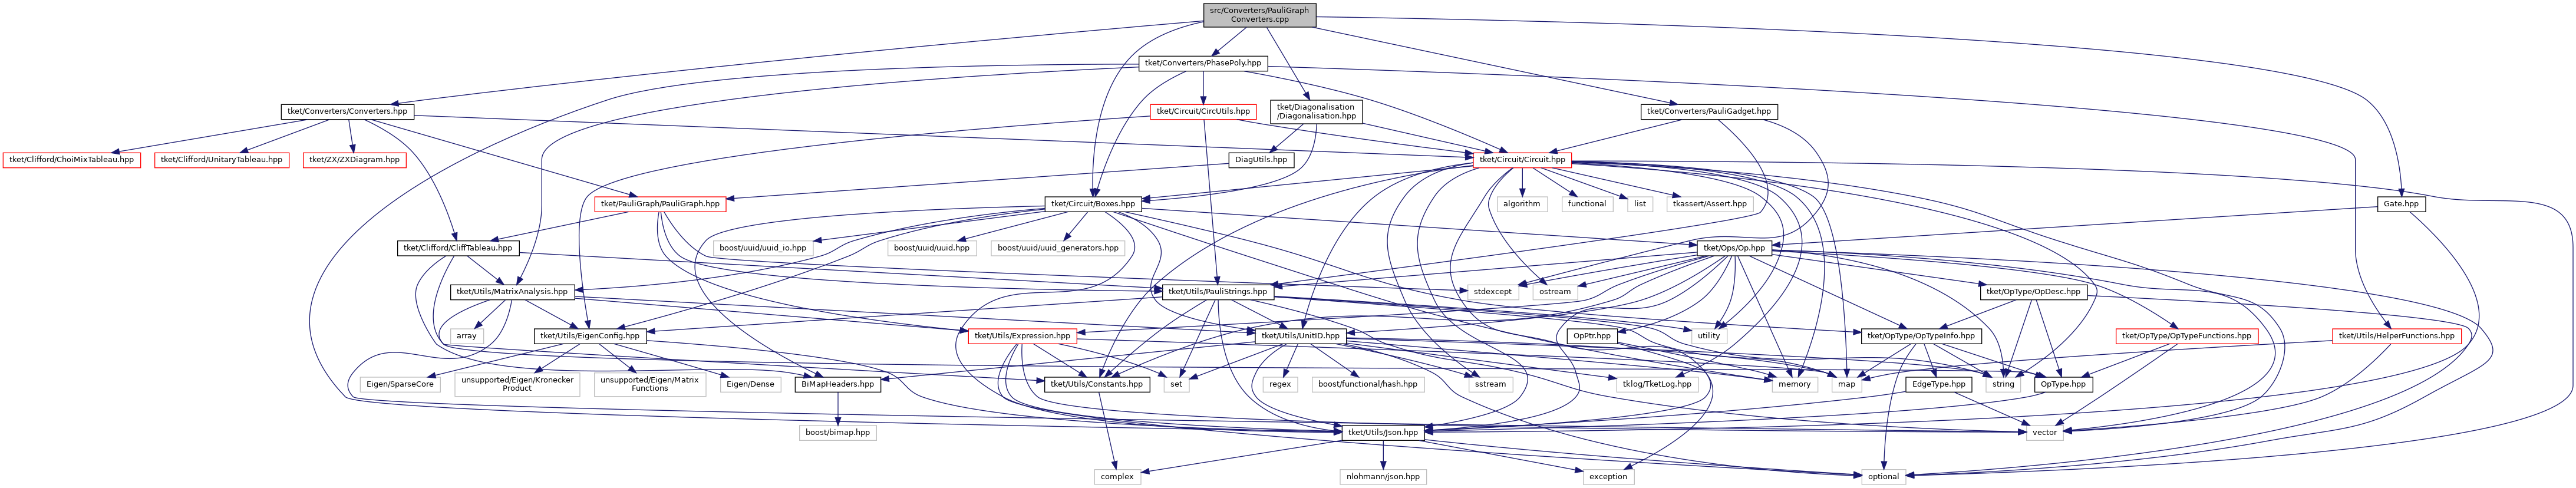 src/Converters/PauliGraph
Converters.cpp
tket/Converters/PhasePoly.hpp
tket/Converters/Converters.hpp
tket/Circuit/CircUtils.hpp
tket/Diagonalisation
/Diagonalisation.hpp
tket/Converters/PauliGadget.hpp
tket/Clifford/ChoiMixTableau.hpp
tket/Clifford/UnitaryTableau.hpp
tket/ZX/ZXDiagram.hpp
DiagUtils.hpp
tket/Circuit/Circuit.hpp
tket/PauliGraph/PauliGraph.hpp
tket/Circuit/Boxes.hpp
algorithm
functional
list
tkassert/Assert.hpp
Gate.hpp
tket/Clifford/CliffTableau.hpp
boost/uuid/uuid_io.hpp
boost/uuid/uuid.hpp
boost/uuid/uuid_generators.hpp
tket/Ops/Op.hpp
tket/Utils/MatrixAnalysis.hpp
tket/Utils/PauliStrings.hpp
stdexcept
ostream
tket/OpType/OpDesc.hpp
array
tket/Utils/EigenConfig.hpp
tket/Utils/Expression.hpp
tket/Utils/UnitID.hpp
OpPtr.hpp
utility
tket/OpType/OpTypeInfo.hpp
tket/OpType/OpTypeFunctions.hpp
tket/Utils/HelperFunctions.hpp
Eigen/SparseCore
unsupported/Eigen/Kronecker
Product
unsupported/Eigen/Matrix
Functions
Eigen/Dense
BiMapHeaders.hpp
tket/Utils/Constants.hpp
set
regex
boost/functional/hash.hpp
sstream
tklog/TketLog.hpp
memory
map
EdgeType.hpp
string
OpType.hpp
boost/bimap.hpp
tket/Utils/Json.hpp
vector
complex
nlohmann/json.hpp
exception
optional